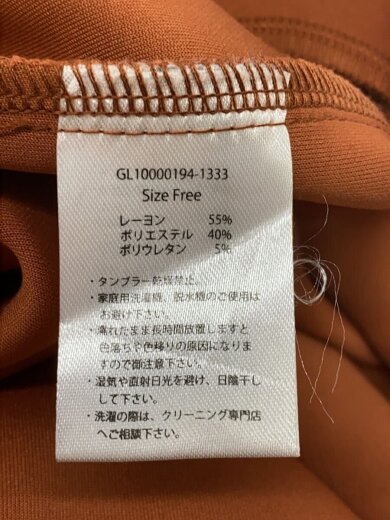 GL10000194-1333
Size Free
レーヨン 55%
ポリエステル 40%
ポリウレタン 5%
・タンブラー乾燥禁止。
・家庭用洗濯機、脱水機のご使用は
お避け下さい。
・濡れたまま長時間放置しますと
色落ちや色移りの原因になりま
すので御注意下さい。
・湿気や直射日光を避け、日陰干し
して下さい。
・洗濯の際は、クリーニング専門店
へご相談下さい。